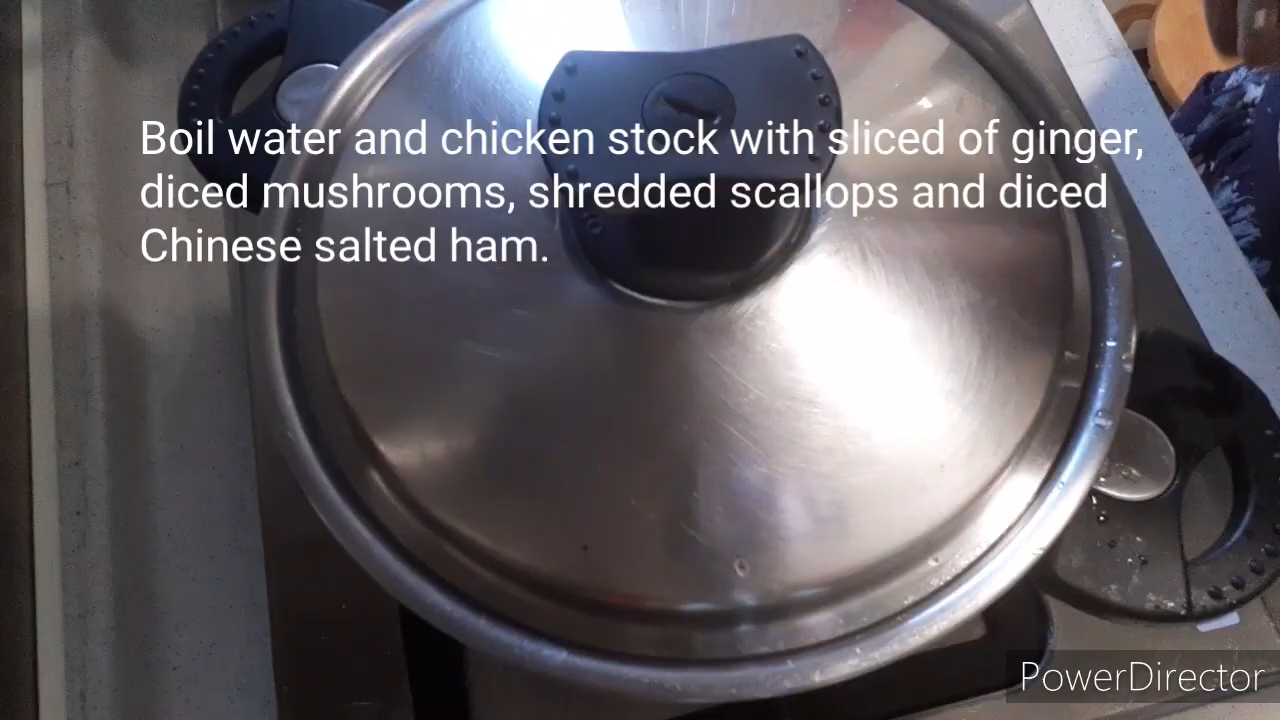 Boil water and chicken stock with sliced of ginger,
diced mushrooms, shredded scallops and diced
Chinese salted ham.
PowerDirector